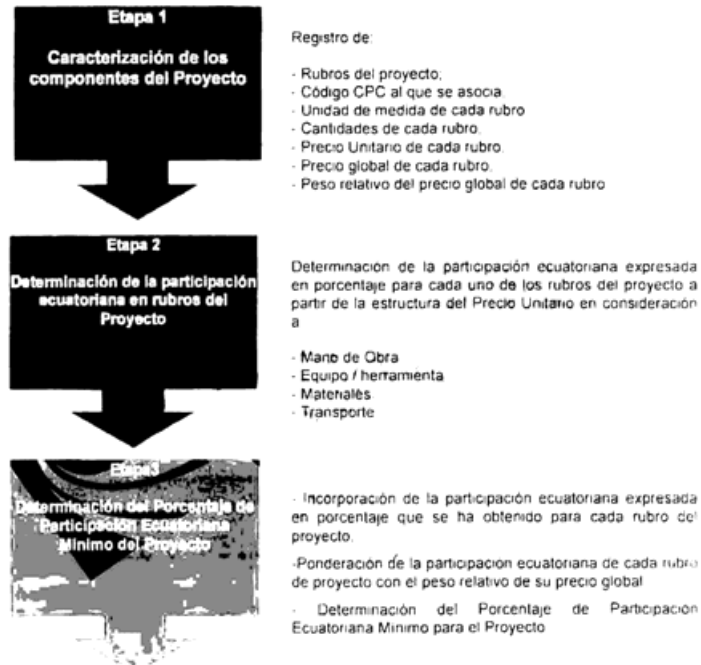 Etapa 1
Caracterización de los
componentes del Proyecto
Registro de:
- Rubros del proyecto;
- Código CPC al que se asocia.
- Unidad de medida de cada rubro
- Cantidades de cada rubro.
- Precio Unitario de cada rubro.
- Precio global de cada rubro.
- Peso relativo del precio global de cada rubro
Etapa 2
Determinación de la participación
ecuatoriana en rubros del
Proyecto
Determinación de la participación ecuatoriana expresada
en porcentaje para cada uno de los rubros del proyecto a
partir de la estructura del Precio Unitario en consideración
a
- Mano de Obra
- Equipo / herramienta
- Materiales
- Transporte
Etapa3
Determinación del Porcentaje de
Participación Ecuatoriana
Minimo del Proyecto
- Incorporación de la participación ecuatoriana expresada
en porcentaje que se ha obtenido para cada rubro del
proyecto.
-Ponderación de la participación ecuatoriana de cada rubro
de proyecto con el peso relativo de su precio global
- Determinación del Porcentaje de Participación
Ecuatoriana Minimo para el Proyecto